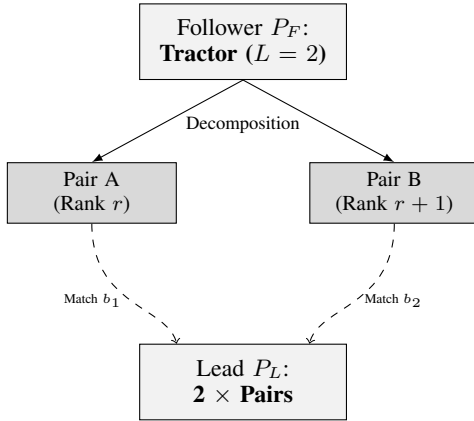 Follower P_F:
Tractor (L = 2)
Decomposition
Pair A
(Rank r)
Pair B
(Rank r + 1)
Match b_1
Match b_2
Lead P_L:
2 × Pairs